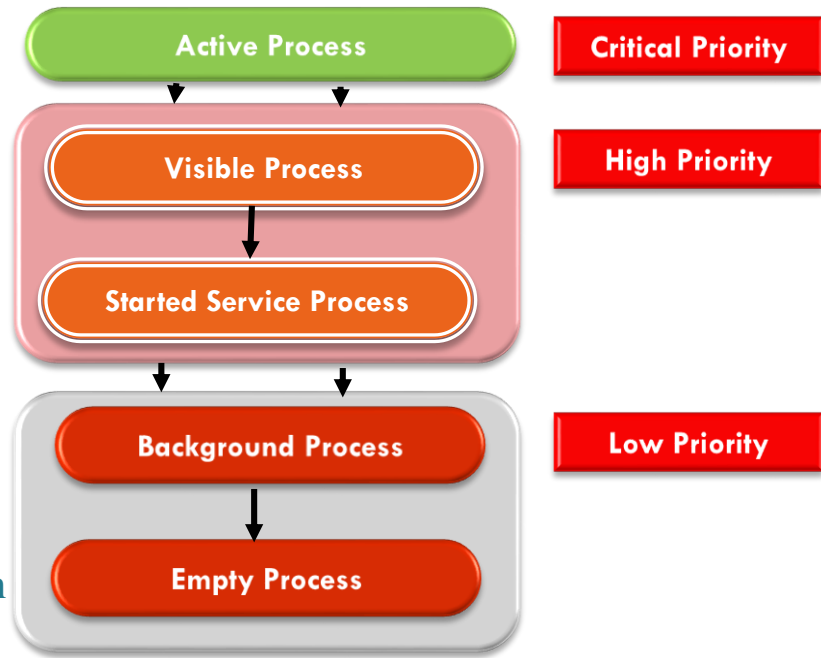 Active Process
Critical Priority
Visible Process
High Priority
Started Service Process
Background Process
Low Priority
Empty Process